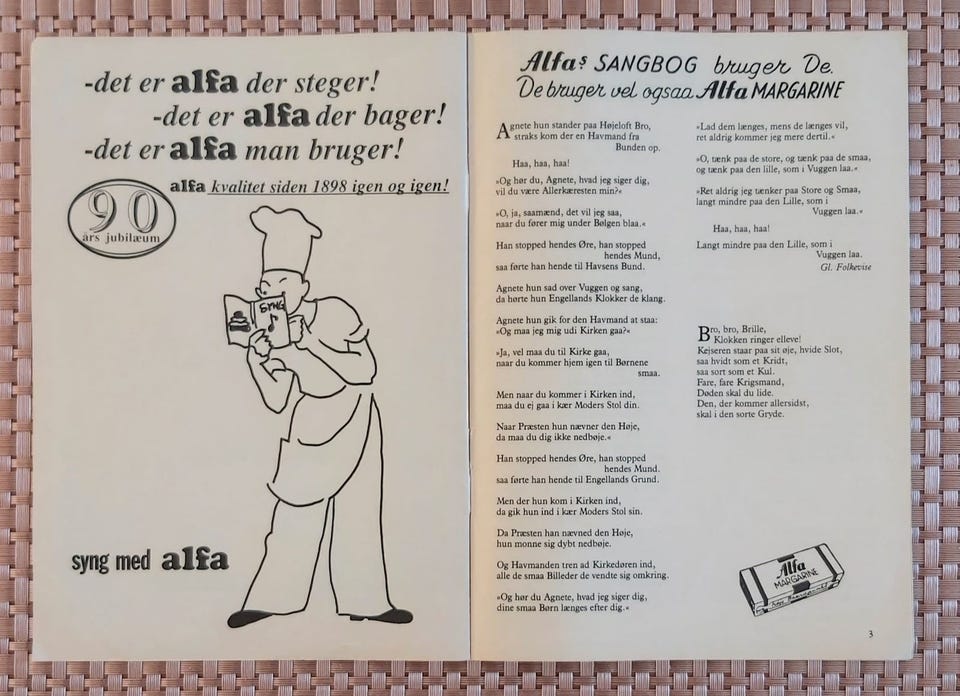 -det er alfa der steger!
-det er alfa der bager!
-det er alfa man bruger!
alfa kvalitet siden 1898 igen og igen!
90
års jubilæum
SYNG
syng med alfa
Alfas SANGBOG bruger De.
De bruger vel ogsaa Alfa MARGARINE
Agnete hun stander paa Højeloft Bro,
straks kom der en Havmand fra
Bunden op.
Haa, haa, haa!
»Og hør du, Agnete, hvad jeg siger dig,
vil du være Allerkæresten min?«
»O, ja, saamænd, det vil jeg saa,
naar du fører mig under Bølgen blaa.«
Han stopped hendes Øre, han stopped
hendes Mund,
saa førte han hende til Havsens Bund.
Agnete hun sad over Vuggen og sang,
da hørte hun Engellands Klokker de klang.
Agnete hun gik for den Havmand at staa:
»Og maa jeg mig udi Kirken gaa?«
»Ja, vel maa du til Kirke gaa,
naar du kommer hjem igen til Børnene
smaa.
Men naar du kommer i Kirken ind,
maa du ej gaa i kær Moders Stol din.
Naar Præsten hun nævner den Høje,
da maa du dig ikke nedbøje.«
Han stopped hendes Øre, han stopped
hendes Mund.
saa førte han hende til Engellands Grund.
Men der hun kom i Kirken ind,
da gik hun ind i kær Moders Stol sin.
Da Præsten han nævned den Høje,
hun monne sig dybt nedbøje.
Og Havmanden tren ad Kirkedøren ind,
alle de smaa Billeder de vendte sig omkring.
»Og hør du Agnete, hvad jeg siger dig,
dine smaa Børn længes efter dig.«
»Lad dem længes, mens de længes vil,
ret aldrig kommer jeg mere dertil.«
»O, tænk paa de store, og tænk paa de smaa,
og tænk paa den lille, som i Vuggen laa.«
»Ret aldrig jeg tænker paa Store og Smaa,
langt mindre paa den Lille, som i
Vuggen laa.«
Haa, haa, haa!
Langt mindre paa den Lille, som i
Vuggen laa.
Gl. Folkevise
Bro, bro, Brille,
Klokken ringer elleve!
Kejseren staar paa sit øje, hvide Slot,
saa hvidt som et Kridt,
saa sort som et Kul.
Fare, fare Krigsmand,
Døden skal du lide.
Den, der kommer allersidst,
skal i den sorte Gryde.
Alfa
MARGARINE
3